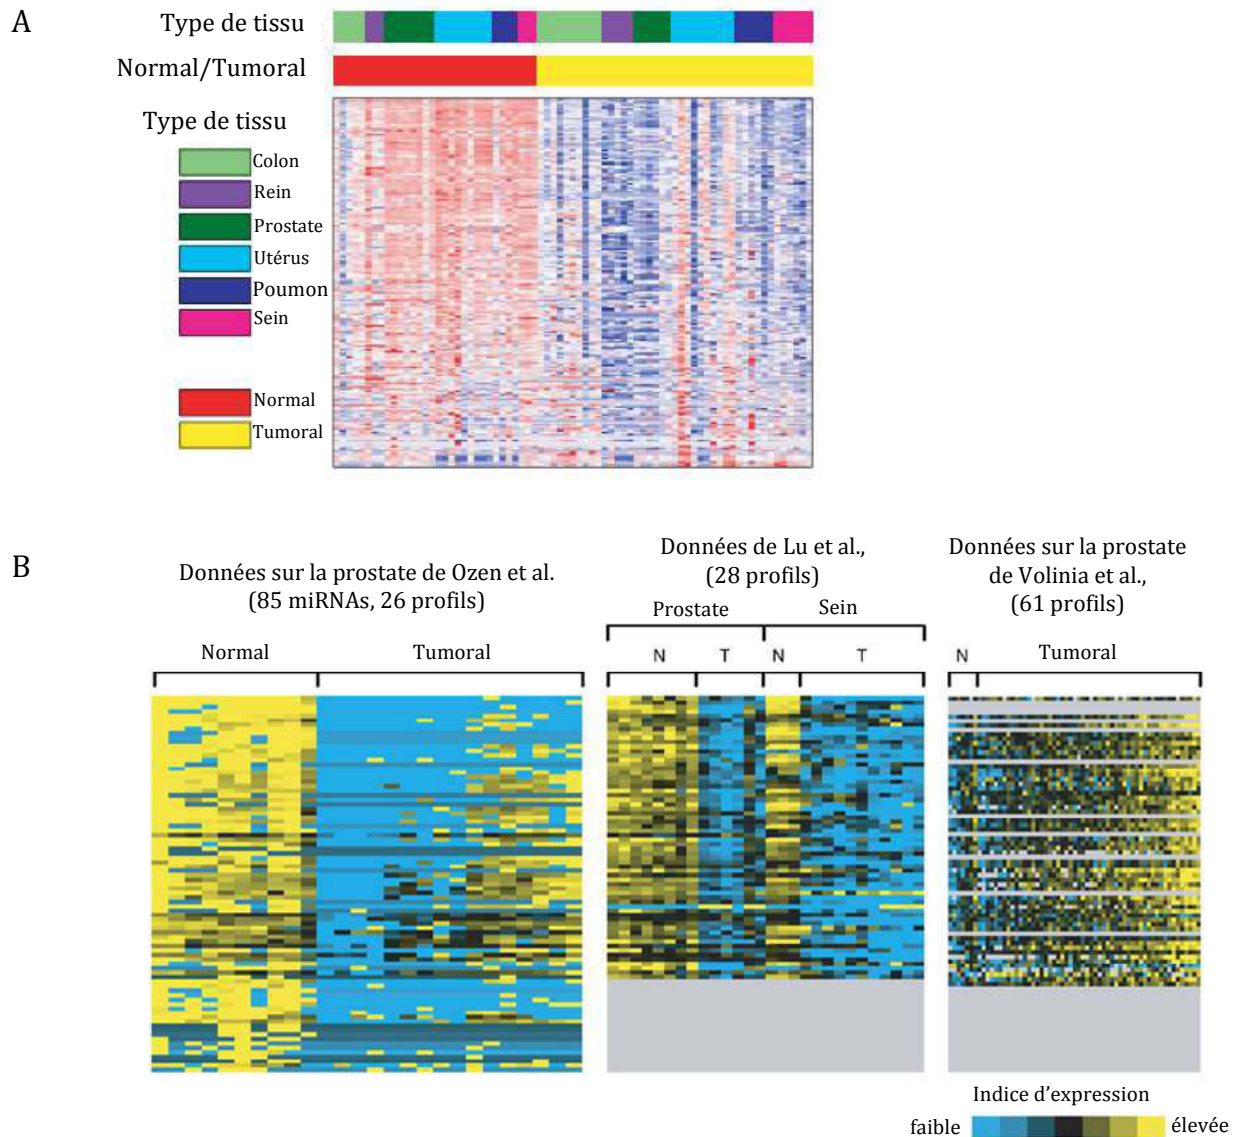 A
Type de tissu
Normal/Tumoral
Type de tissu
Colon
Rein
Prostate
Utérus
Poumon
Sein
Normal
Tumoral
B
Données sur la prostate de Ozen et al.
(85 miRNAs, 26 profils)
Normal
Tumoral
Données de Lu et al.,
(28 profils)
Prostate
Sein
N
T
N
T
Données sur la prostate
de Volinia et al.,
(61 profils)
N
Tumoral
Indice d'expression
faible
élevée